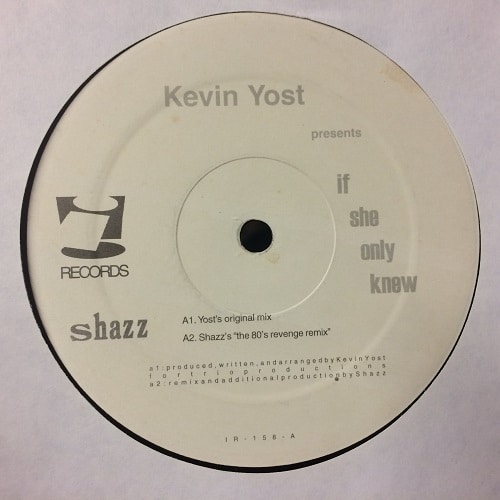 Kevin Yost
presents
if
she
only
knew
RECORDS
shazz
A1. Yost's original mix
A2. Shazz's "the 80's revenge remix"
a1:produced,written,andarrangedbyKevinYost
fortrioproductions
a2:remixandadditionalproductionbyShazz
IR-158-A